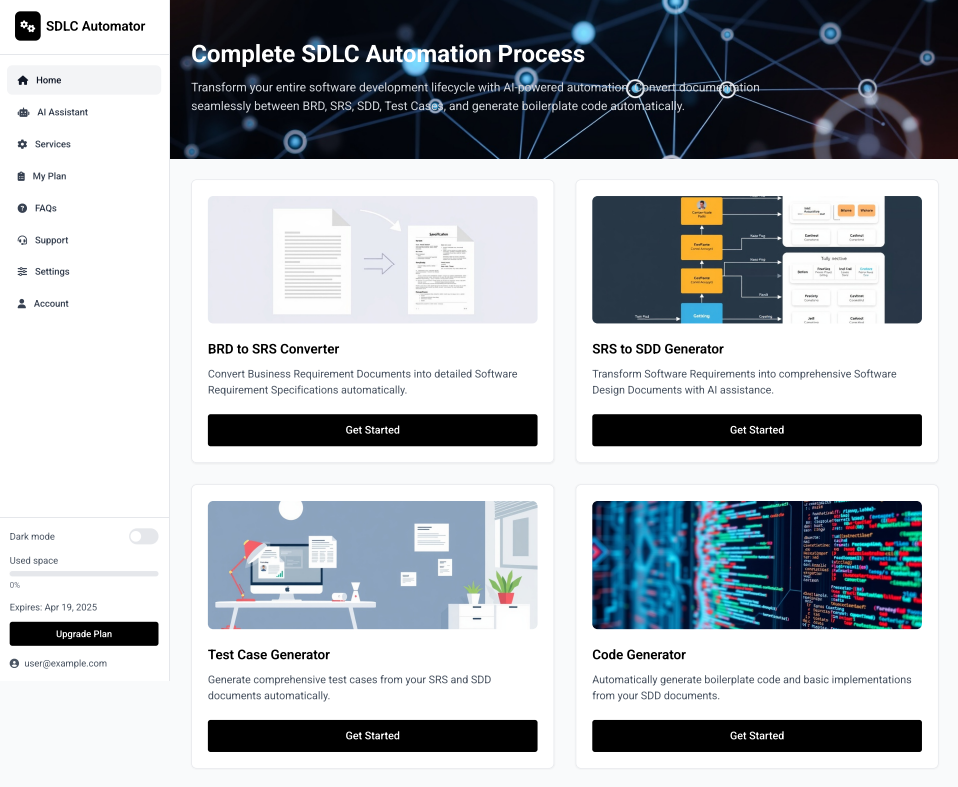 SDLC Automator
Home
AI Assistant
Services
My Plan
FAQs
Support
Settings
Account
Dark mode
Used space
0%
Expires: Apr 19, 2025
Upgrade Plan
user@example.com
Complete SDLC Automation Process
Transform your entire software development lifecycle with AI-powered automation. Convert documentation
seamlessly between BRD, SRS, SDD, Test Cases, and generate boilerplate code automatically.
Specification
BRD to SRS Converter
Convert Business Requirement Documents into detailed Software
Requirement Specifications automatically.
Get Started
SRS to SDD Generator
Transform Software Requirements into comprehensive Software
Design Documents with AI assistance.
Get Started
Test Case Generator
Generate comprehensive test cases from your SRS and SDD
documents automatically.
Get Started
Code Generator
Automatically generate boilerplate code and basic implementations
from your SDD documents.
Get Started